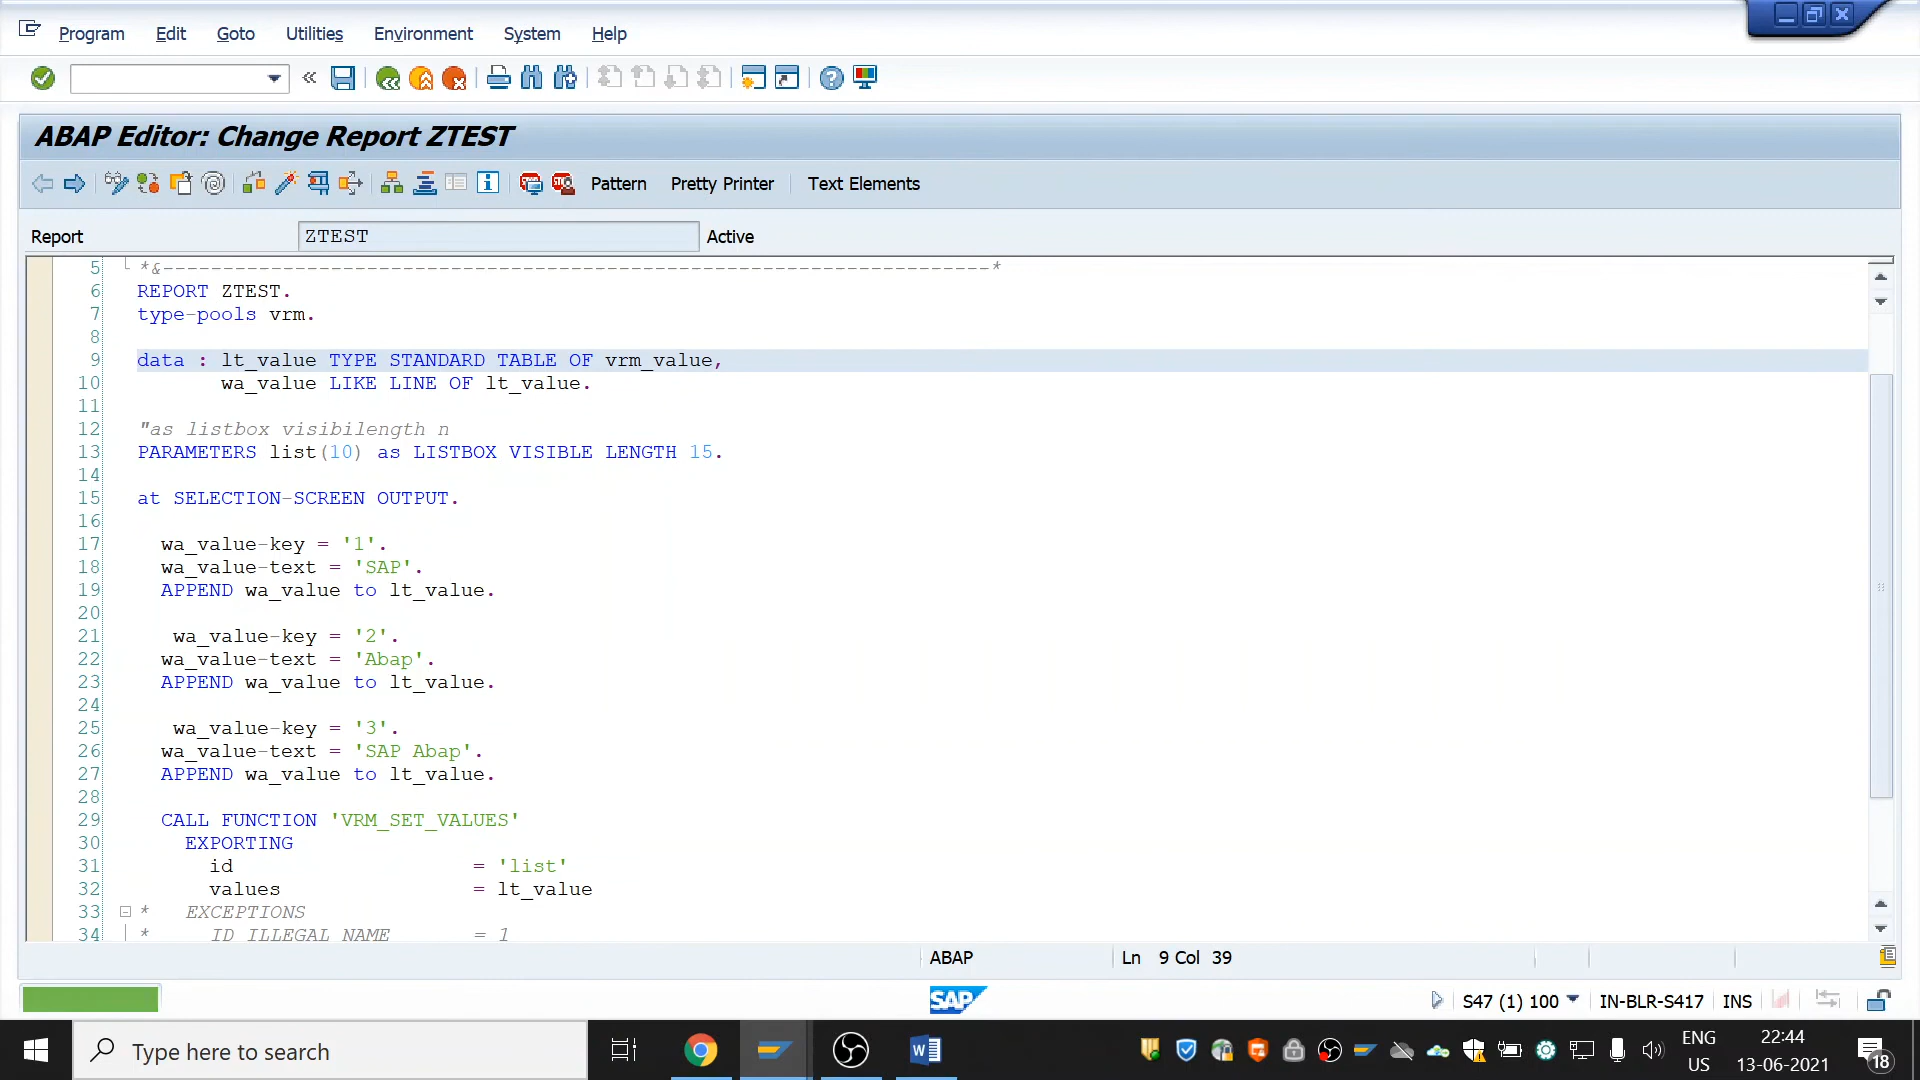 Program Edit Goto Utilities Environment System Help
ABAP Editor: Change Report ZTEST
Pattern Pretty Printer Text Elements
Report ZTEST Active
5 *&---------------------------------------------------------------------*
6 REPORT ZTEST.
7 type-pools vrm.
8
9 data : lt_value TYPE STANDARD TABLE OF vrm_value,
10 wa_value LIKE LINE OF lt_value.
11
12 "as listbox visibilength n
13 PARAMETERS list(10) as LISTBOX VISIBLE LENGTH 15.
14
15 at SELECTION-SCREEN OUTPUT.
16
17 wa_value-key = '1'.
18 wa_value-text = 'SAP'.
19 APPEND wa_value to lt_value.
20
21 wa_value-key = '2'.
22 wa_value-text = 'Abap'.
23 APPEND wa_value to lt_value.
24
25 wa_value-key = '3'.
26 wa_value-text = 'SAP Abap'.
27 APPEND wa_value to lt_value.
28
29 CALL FUNCTION 'VRM_SET_VALUES'
30 EXPORTING
31 id = 'list'
32 values = lt_value
33 * EXCEPTIONS
34 * ID_ILLEGAL_NAME = 1
ABAP Ln 9 Col 39
SAP S47 (1) 100 IN-BLR-S417 INS
Type here to search
ENG 22:44
US 13-06-2021 18